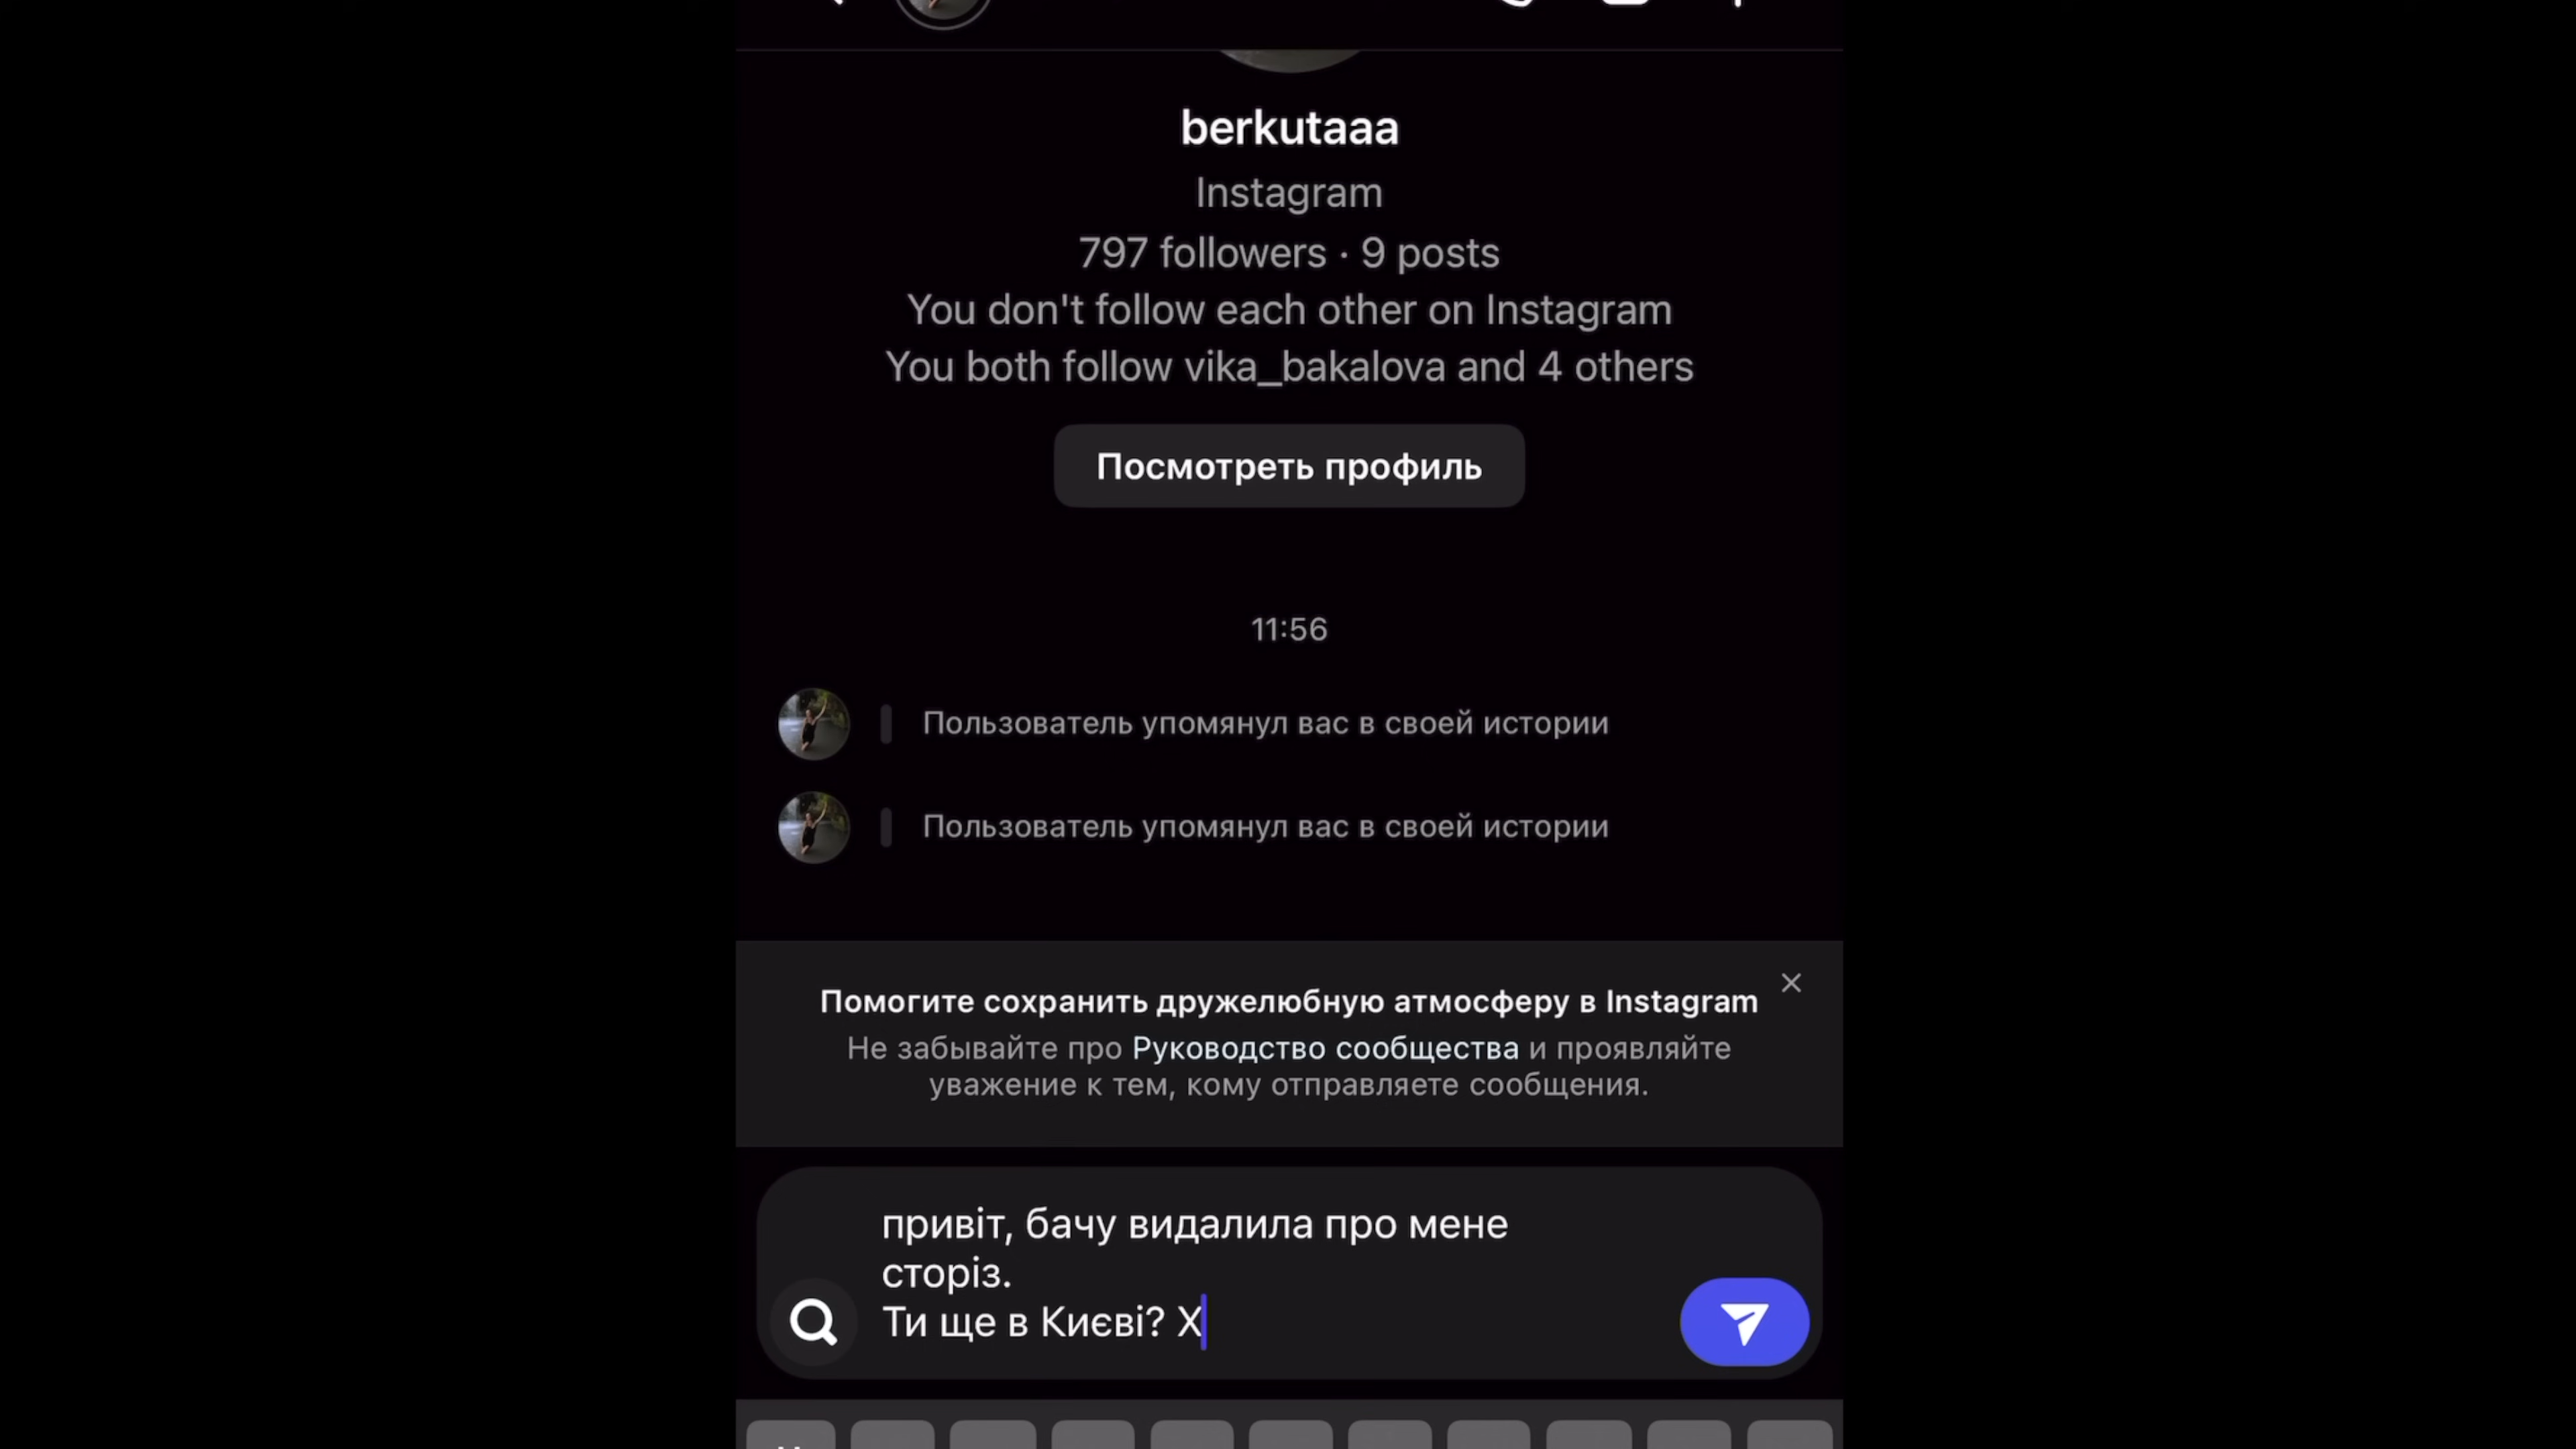 berkutaaa
Instagram
797 followers · 9 posts
You don't follow each other on Instagram
You both follow vika_bakalova and 4 others
Посмотреть профиль
11:56
Пользователь упомянул вас в своей истории
Пользователь упомянул вас в своей истории
Помогите сохранить дружелюбную атмосферу в Instagram
Не забывайте про Руководство сообщества и проявляйте
уважение к тем, кому отправляете сообщения.
привіт, бачу видалила про мене
сторіз.
Ти ще в Києві? Х